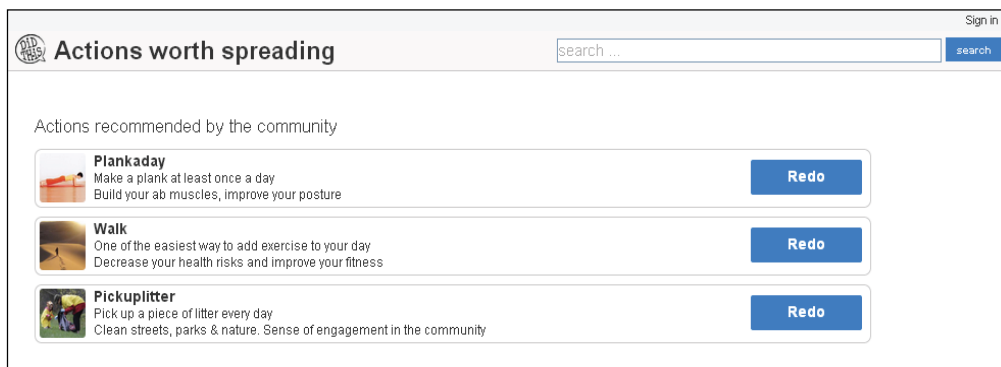 Sign in
DID THIS
Actions worth spreading
search ...
search
Actions recommended by the community
Plankaday
Make a plank at least once a day
Build your ab muscles, improve your posture
Redo
Walk
One of the easiest way to add exercise to your day
Decrease your health risks and improve your fitness
Redo
Pickuplitter
Pick up a piece of litter every day
Clean streets, parks & nature. Sense of engagement in the community
Redo